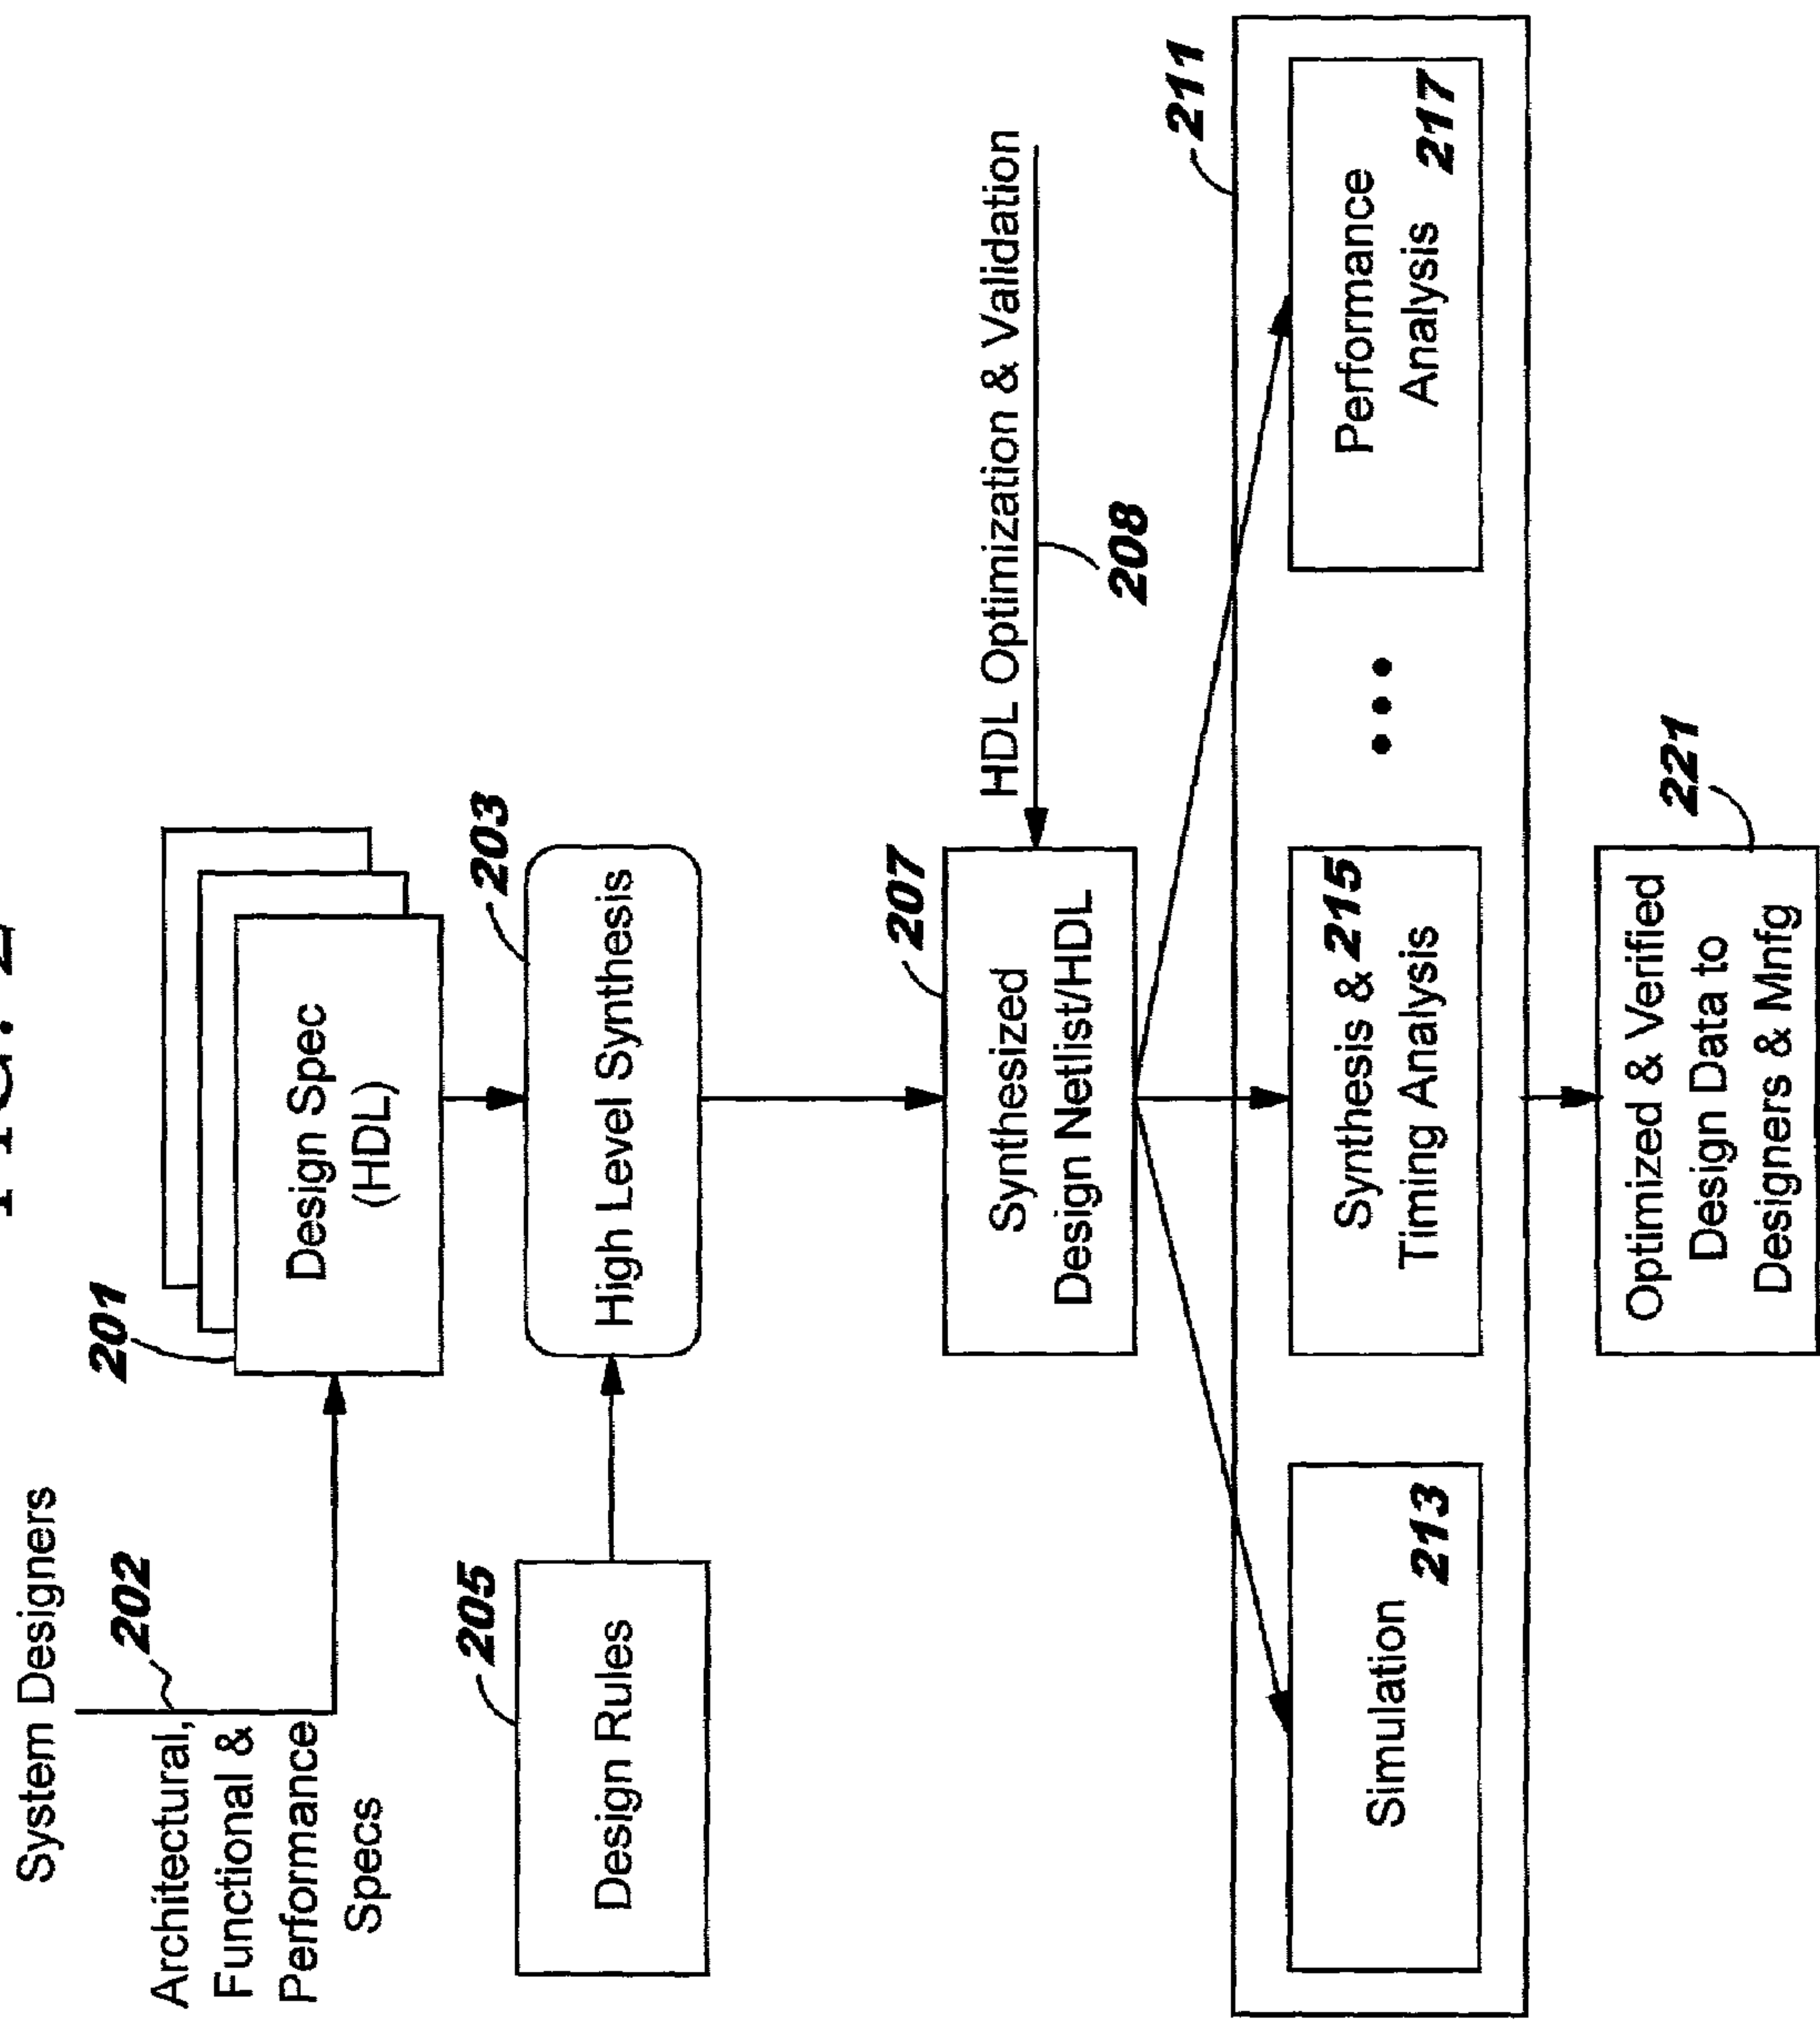 FIG. 2
System Designers
202
Architectural,
Functional &
Performance
Specs
201
Design Spec
(HDL)
205
Design Rules
203
High Level Synthesis
207
Synthesized
Design Netlist/HDL
HDL Optimization & Validation
208
211
Simulation
213
Synthesis & 215
Timing Analysis
Performance
Analysis 217
221
Optimized & Verified
Design Data to
Designers & Mnfg